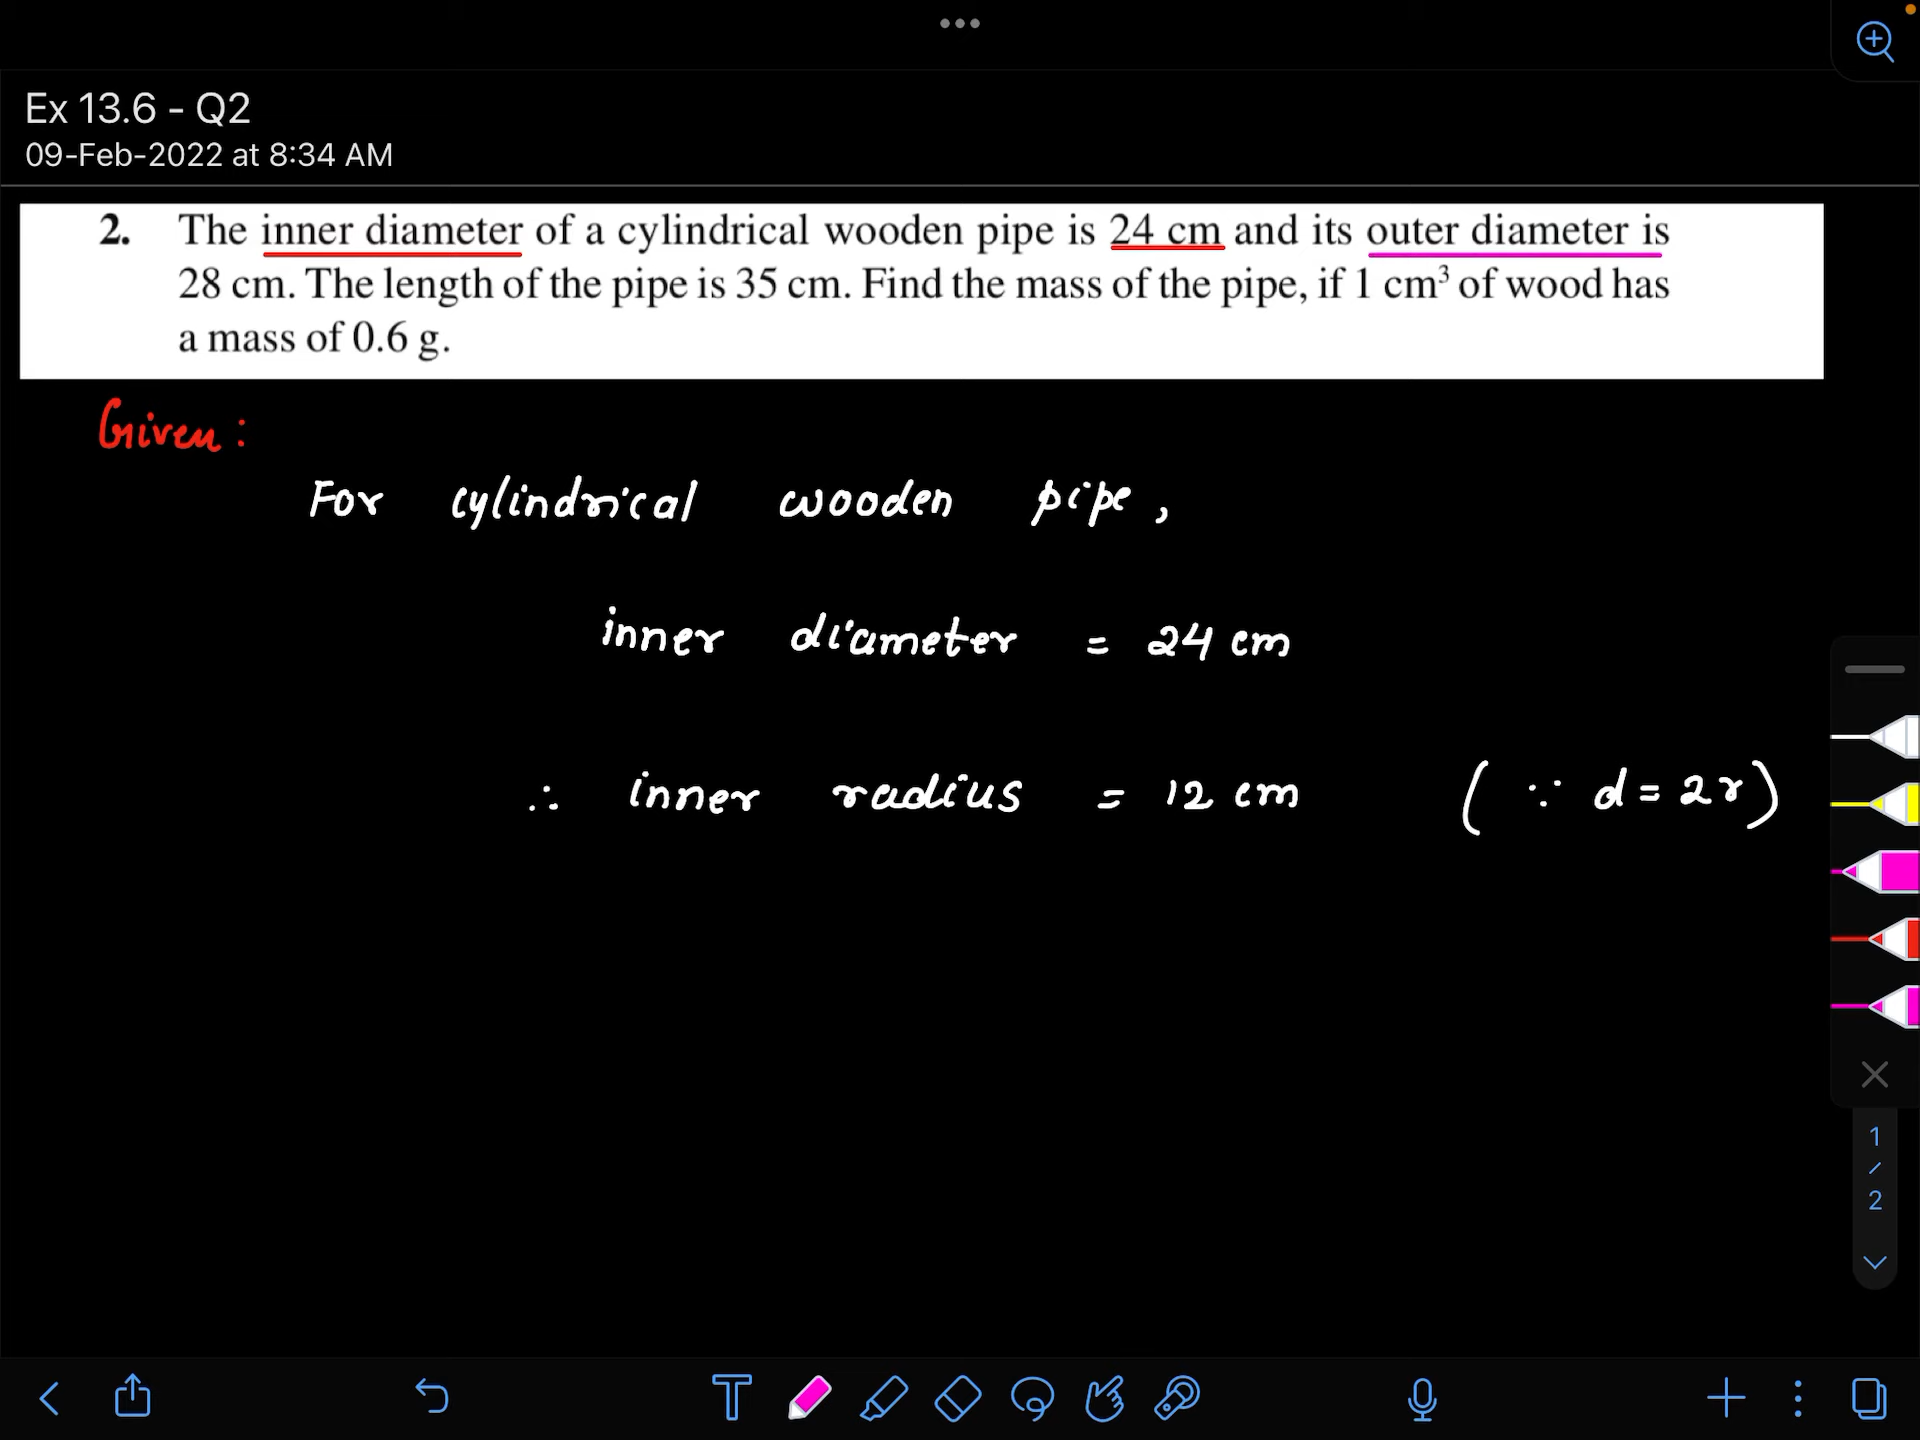 Ex 13.6 - Q2
09-Feb-2022 at 8:34 AM
2. The inner diameter of a cylindrical wooden pipe is 24 cm and its outer diameter is
28 cm. The length of the pipe is 35 cm. Find the mass of the pipe, if 1 cm³ of wood has
a mass of 0.6 g.
Given :
For cylindrical wooden pipe,
inner diameter = 24 cm
∴ inner radius = 12 cm ( ∵ d = 2r)
1
/
2
T